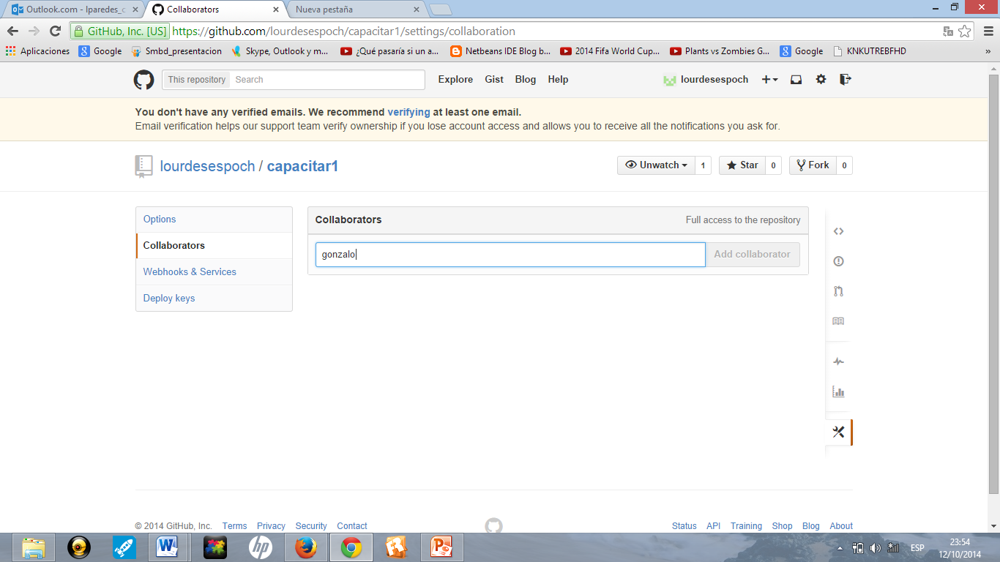 Outlook.com - lparedes_c
Collaborators
Nueva pestaña
GitHub, Inc. [US] https://github.com/lourdesespoch/capacitar1/settings/collaboration
Aplicaciones Google Smbd_presentacion Skype, Outlook y m... ¿Qué pasaría si un a... Netbeans IDE Blog b... 2014 Fifa World Cup... Plants vs Zombies G... Google KNKUTREBFHD »
This repository Search Explore Gist Blog Help lourdesespoch
You don't have any verified emails. We recommend verifying at least one email.
Email verification helps our support team verify ownership if you lose account access and allows you to receive all the notifications you ask for.
lourdesespoch / capacitar1
Unwatch 1 Star 0 Fork 0
Options
Collaborators
Webhooks & Services
Deploy keys
Collaborators Full access to the repository
gonzalo Add collaborator
© 2014 GitHub, Inc. Terms Privacy Security Contact Status API Training Shop Blog About
ESP
23:54
12/10/2014